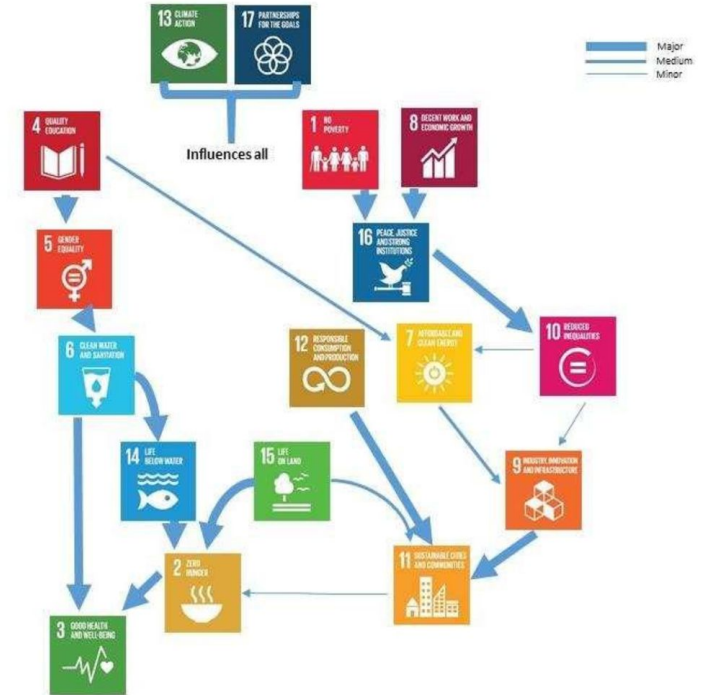 13 CLIMATE
ACTION
17 PARTNERSHIPS
FOR THE GOALS
Major
Medium
Minor
Influences all
4 QUALITY
EDUCATION
1 NO
POVERTY
8 DECENT WORK AND
ECONOMIC GROWTH
5 GENDER
EQUALITY
16 PEACE, JUSTICE
AND STRONG
INSTITUTIONS
6 CLEAN WATER
AND SANITATION
12 RESPONSIBLE
CONSUMPTION
AND PRODUCTION
7 AFFORDABLE AND
CLEAN ENERGY
10 REDUCED
INEQUALITIES
14 LIFE
BELOW WATER
15 LIFE
ON LAND
9 INDUSTRY, INNOVATION
AND INFRASTRUCTURE
2 ZERO
HUNGER
11 SUSTAINABLE CITIES
AND COMMUNITIES
3 GOOD HEALTH
AND WELL-BEING